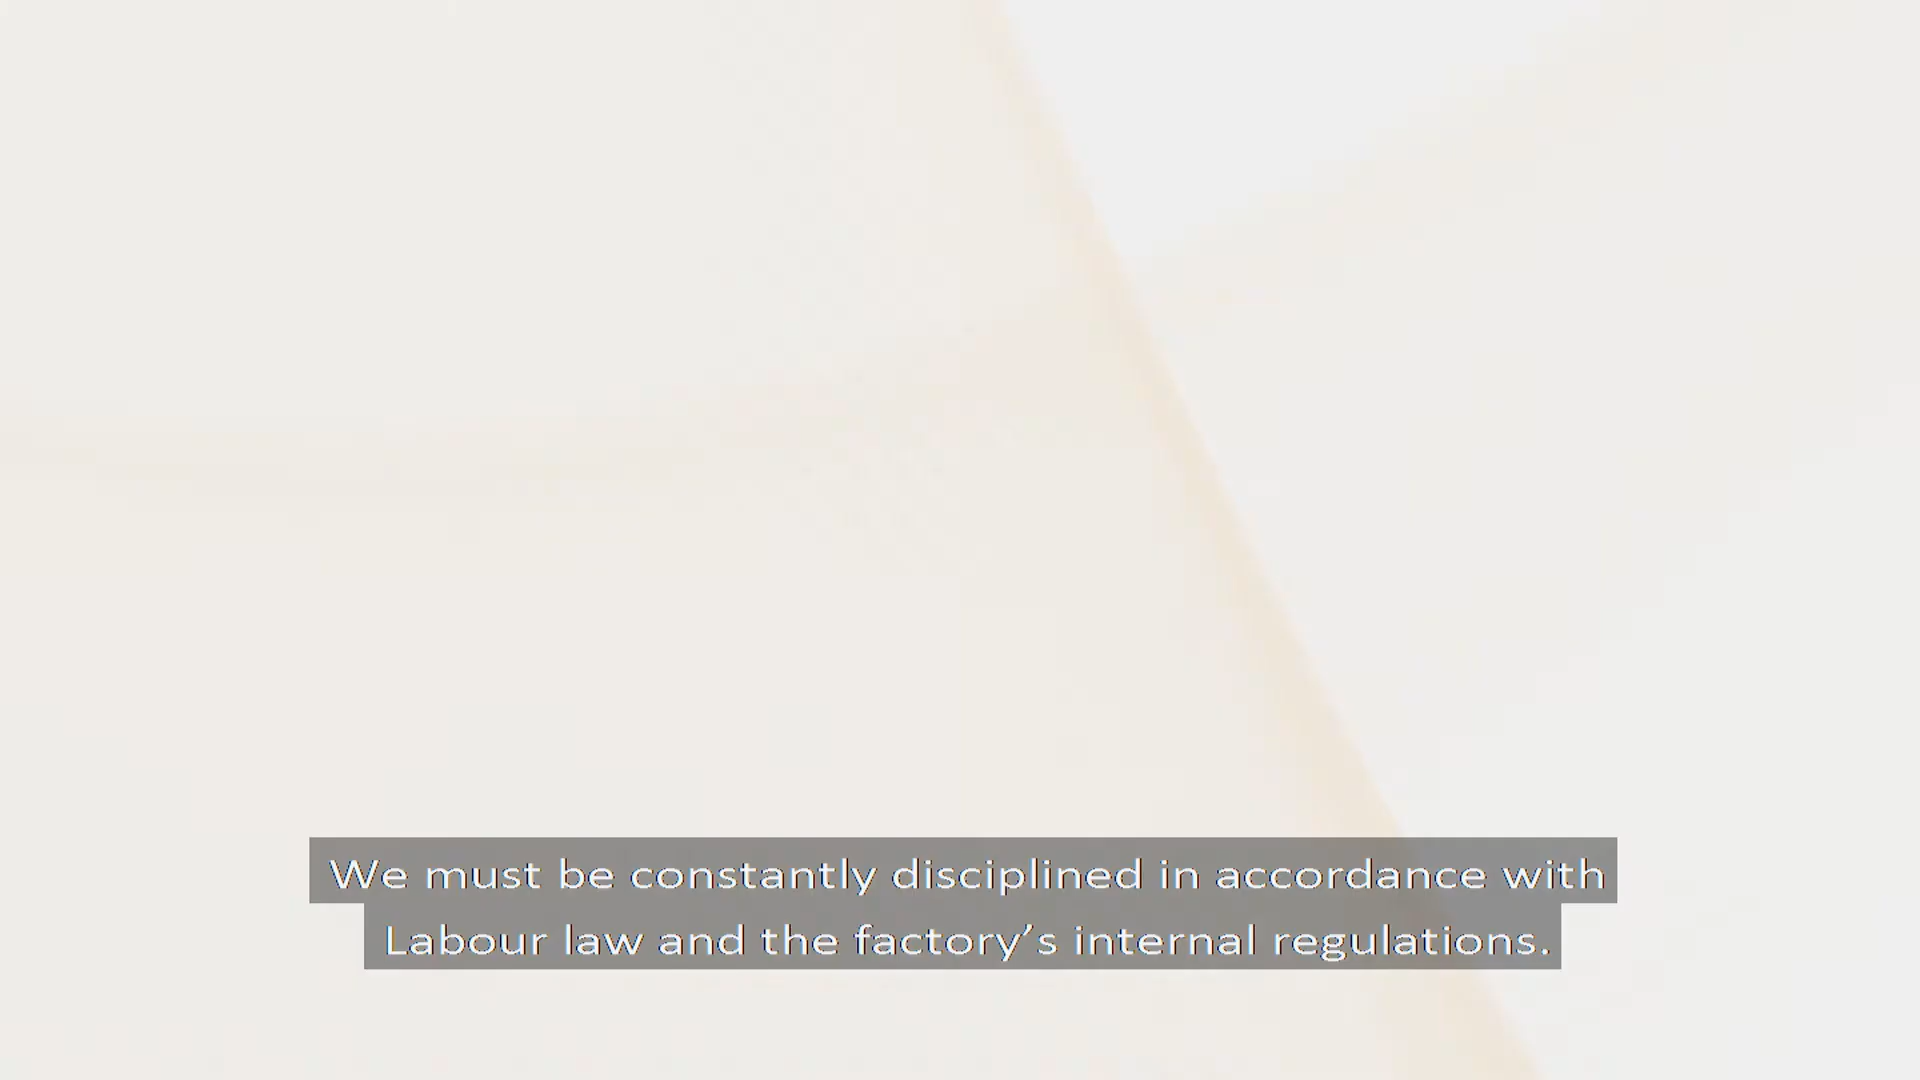 We must be constantly disciplined in accordance with
Labour law and the factory’s internal regulations.